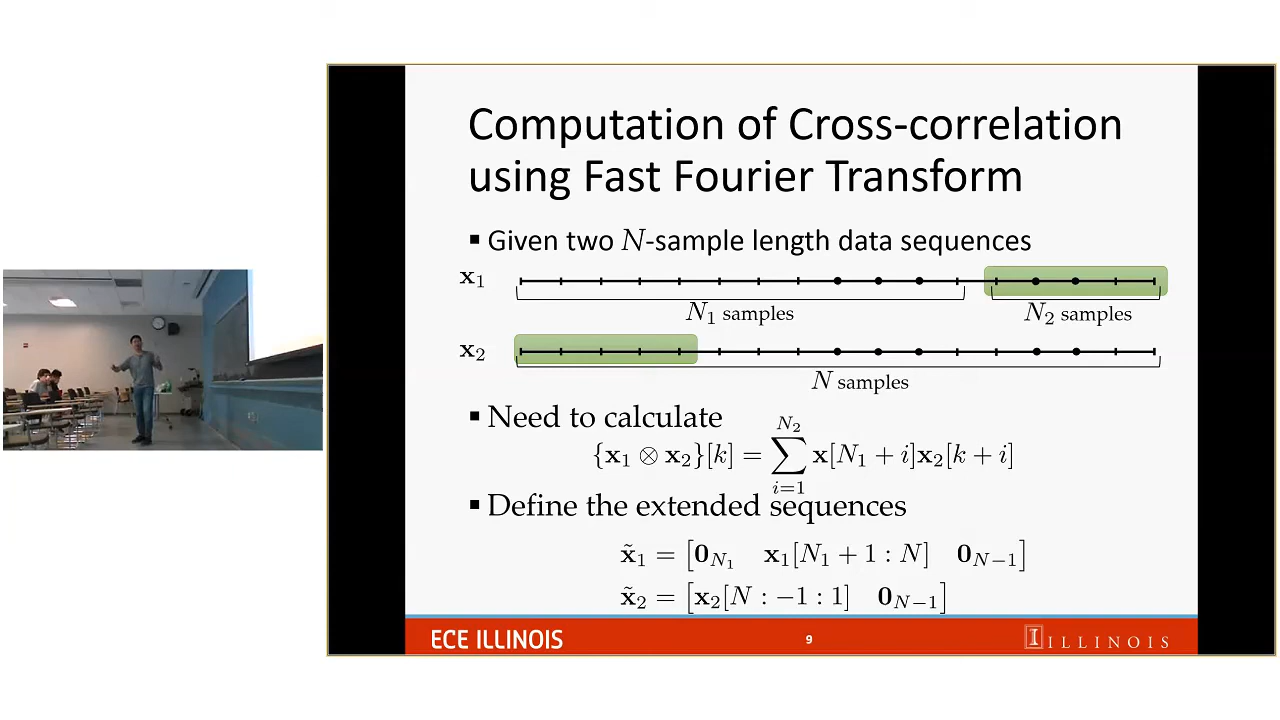 Computation of Cross-correlation
using Fast Fourier Transform
▪ Given two N-sample length data sequences
x₁
N₁ samples
N₂ samples
x₂
N samples
▪ Need to calculate
{x₁ ⊗ x₂}[k] = ∑_{i=1}^{N₂} x[N₁ + i]x₂[k + i]
▪ Define the extended sequences
x̃₁ = [0_{N₁} x₁[N₁ + 1 : N] 0_{N−1}]
x̃₂ = [x₂[N : −1 : 1] 0_{N−1}]
ECE ILLINOIS
9
I ILLINOIS